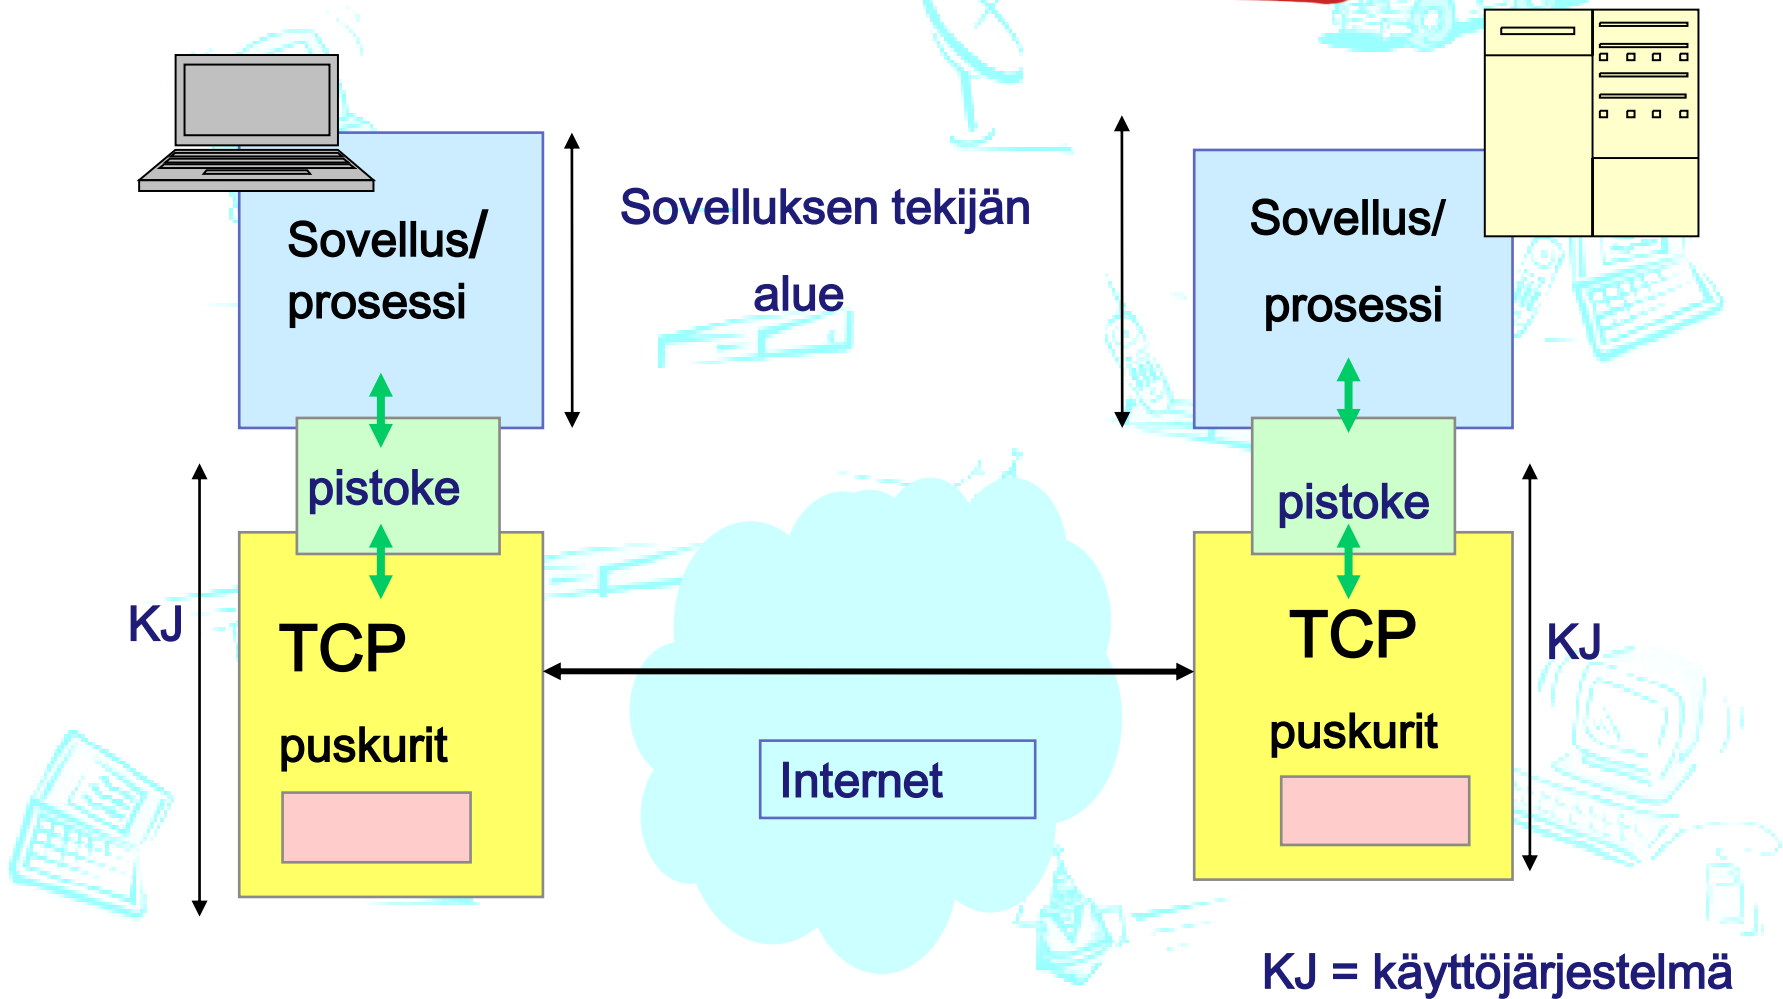 Sovellus/
prosessi
Sovelluksen tekijän
alue
Sovellus/
prosessi
pistoke
pistoke
KJ
TCP
puskurit
Internet
TCP
puskurit
KJ
KJ = käyttöjärjestelmä